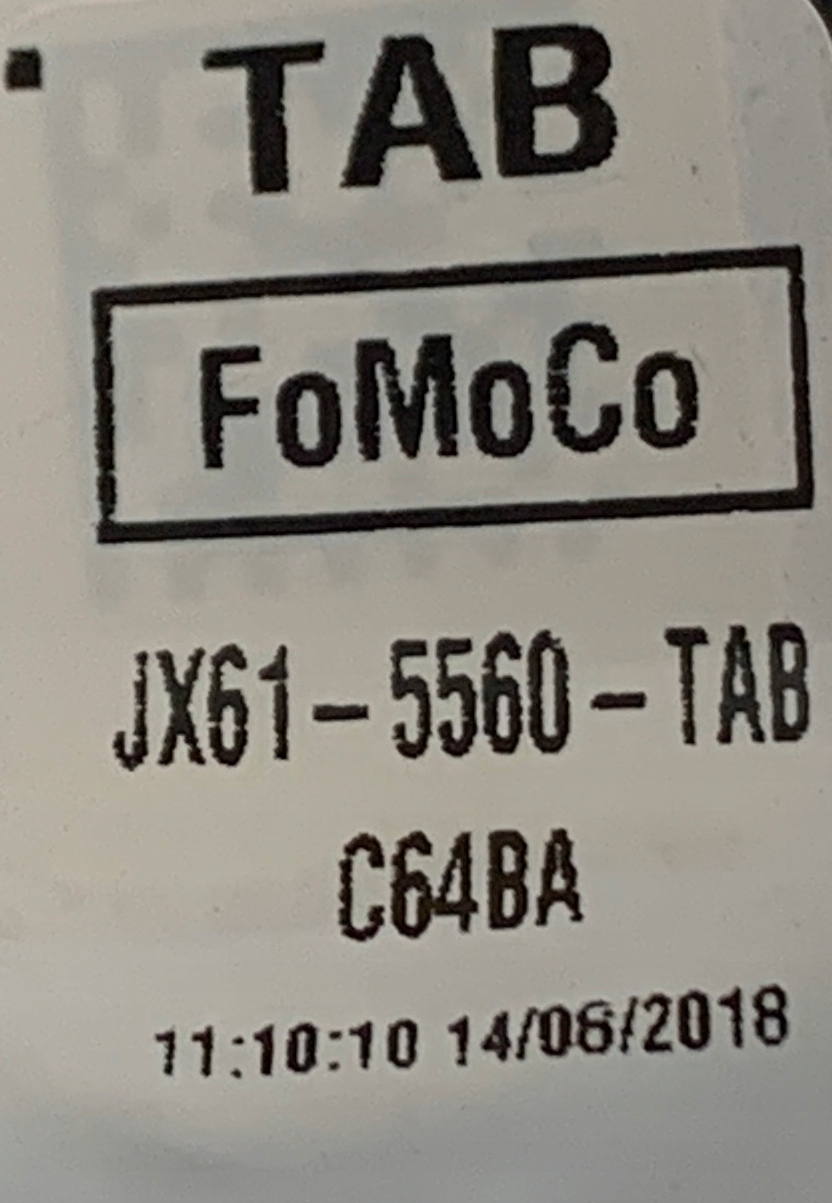 TAB
FoMoCo
JX61-5560-TAB
C64BA
11:10:10 14/06/2018